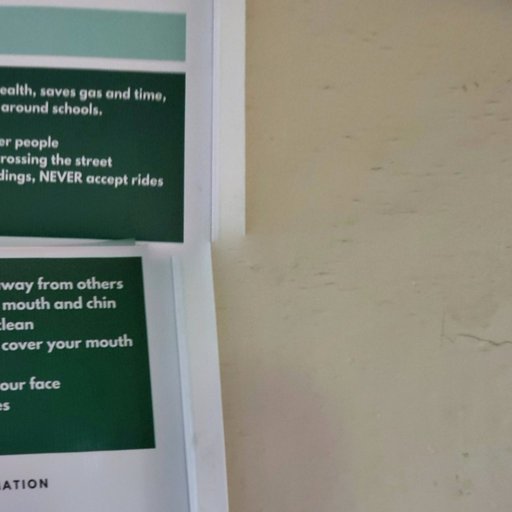 ealth, saves gas and time,
around schools.
er people
rossing the street
dings, NEVER accept rides
way from others
mouth and chin
clean
cover your mouth
our face
es
ATION